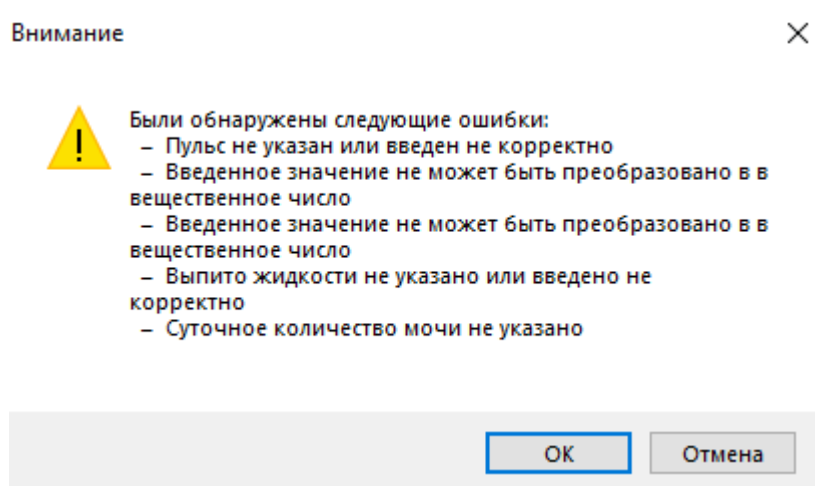 Внимание
Были обнаружены следующие ошибки:
– Пульс не указан или введен не корректно
– Введенное значение не может быть преобразовано в в
вещественное число
– Введенное значение не может быть преобразовано в в
вещественное число
– Выпито жидкости не указано или введено не
корректно
– Суточное количество мочи не указано
ОК
Отмена